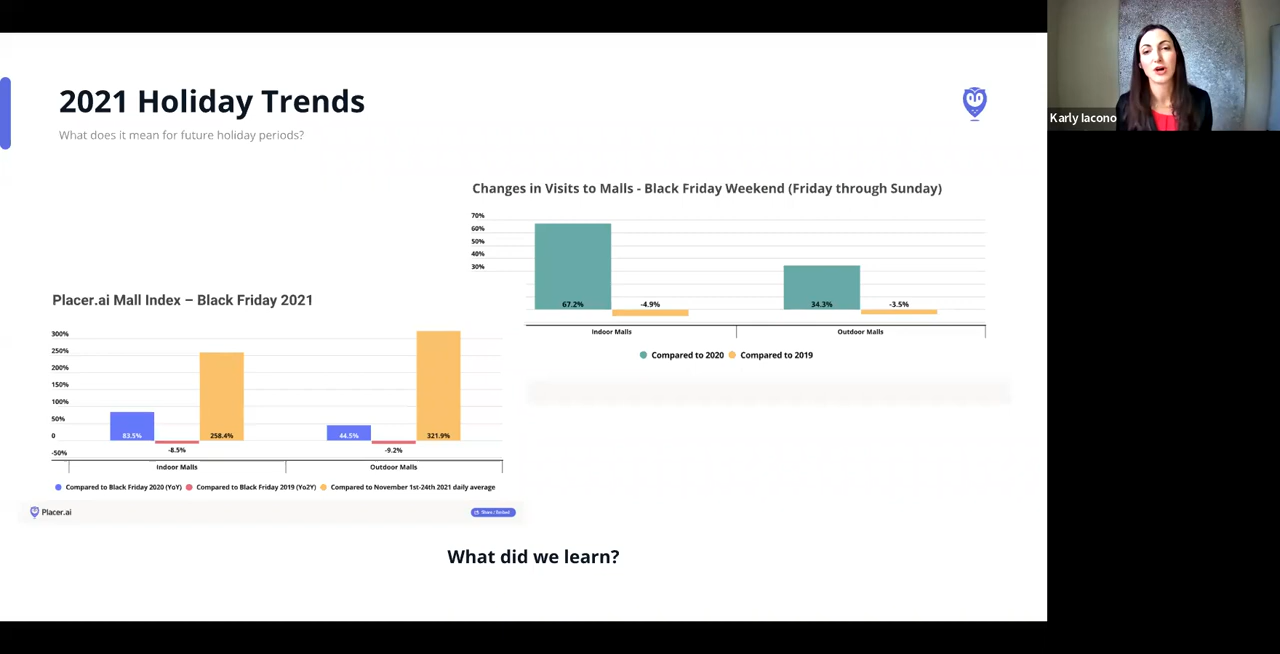 2021 Holiday Trends
What does it mean for future holiday periods?
Karly Iacono
Changes in Visits to Malls - Black Friday Weekend (Friday through Sunday)
70%
60%
50%
40%
30%
67.2%
-4.9%
34.3%
-3.5%
Indoor Malls
Outdoor Malls
Compared to 2020
Compared to 2019
Placer.ai Mall Index – Black Friday 2021
300%
250%
200%
150%
100%
50%
0
-50%
83.5%
-8.5%
258.4%
44.5%
-9.2%
321.9%
Indoor Malls
Outdoor Malls
Compared to Black Friday 2020 (YoY)
Compared to Black Friday 2019 (Yo2Y)
Compared to November 1st-24th 2021 daily average
Placer.ai
Share / Embed
What did we learn?